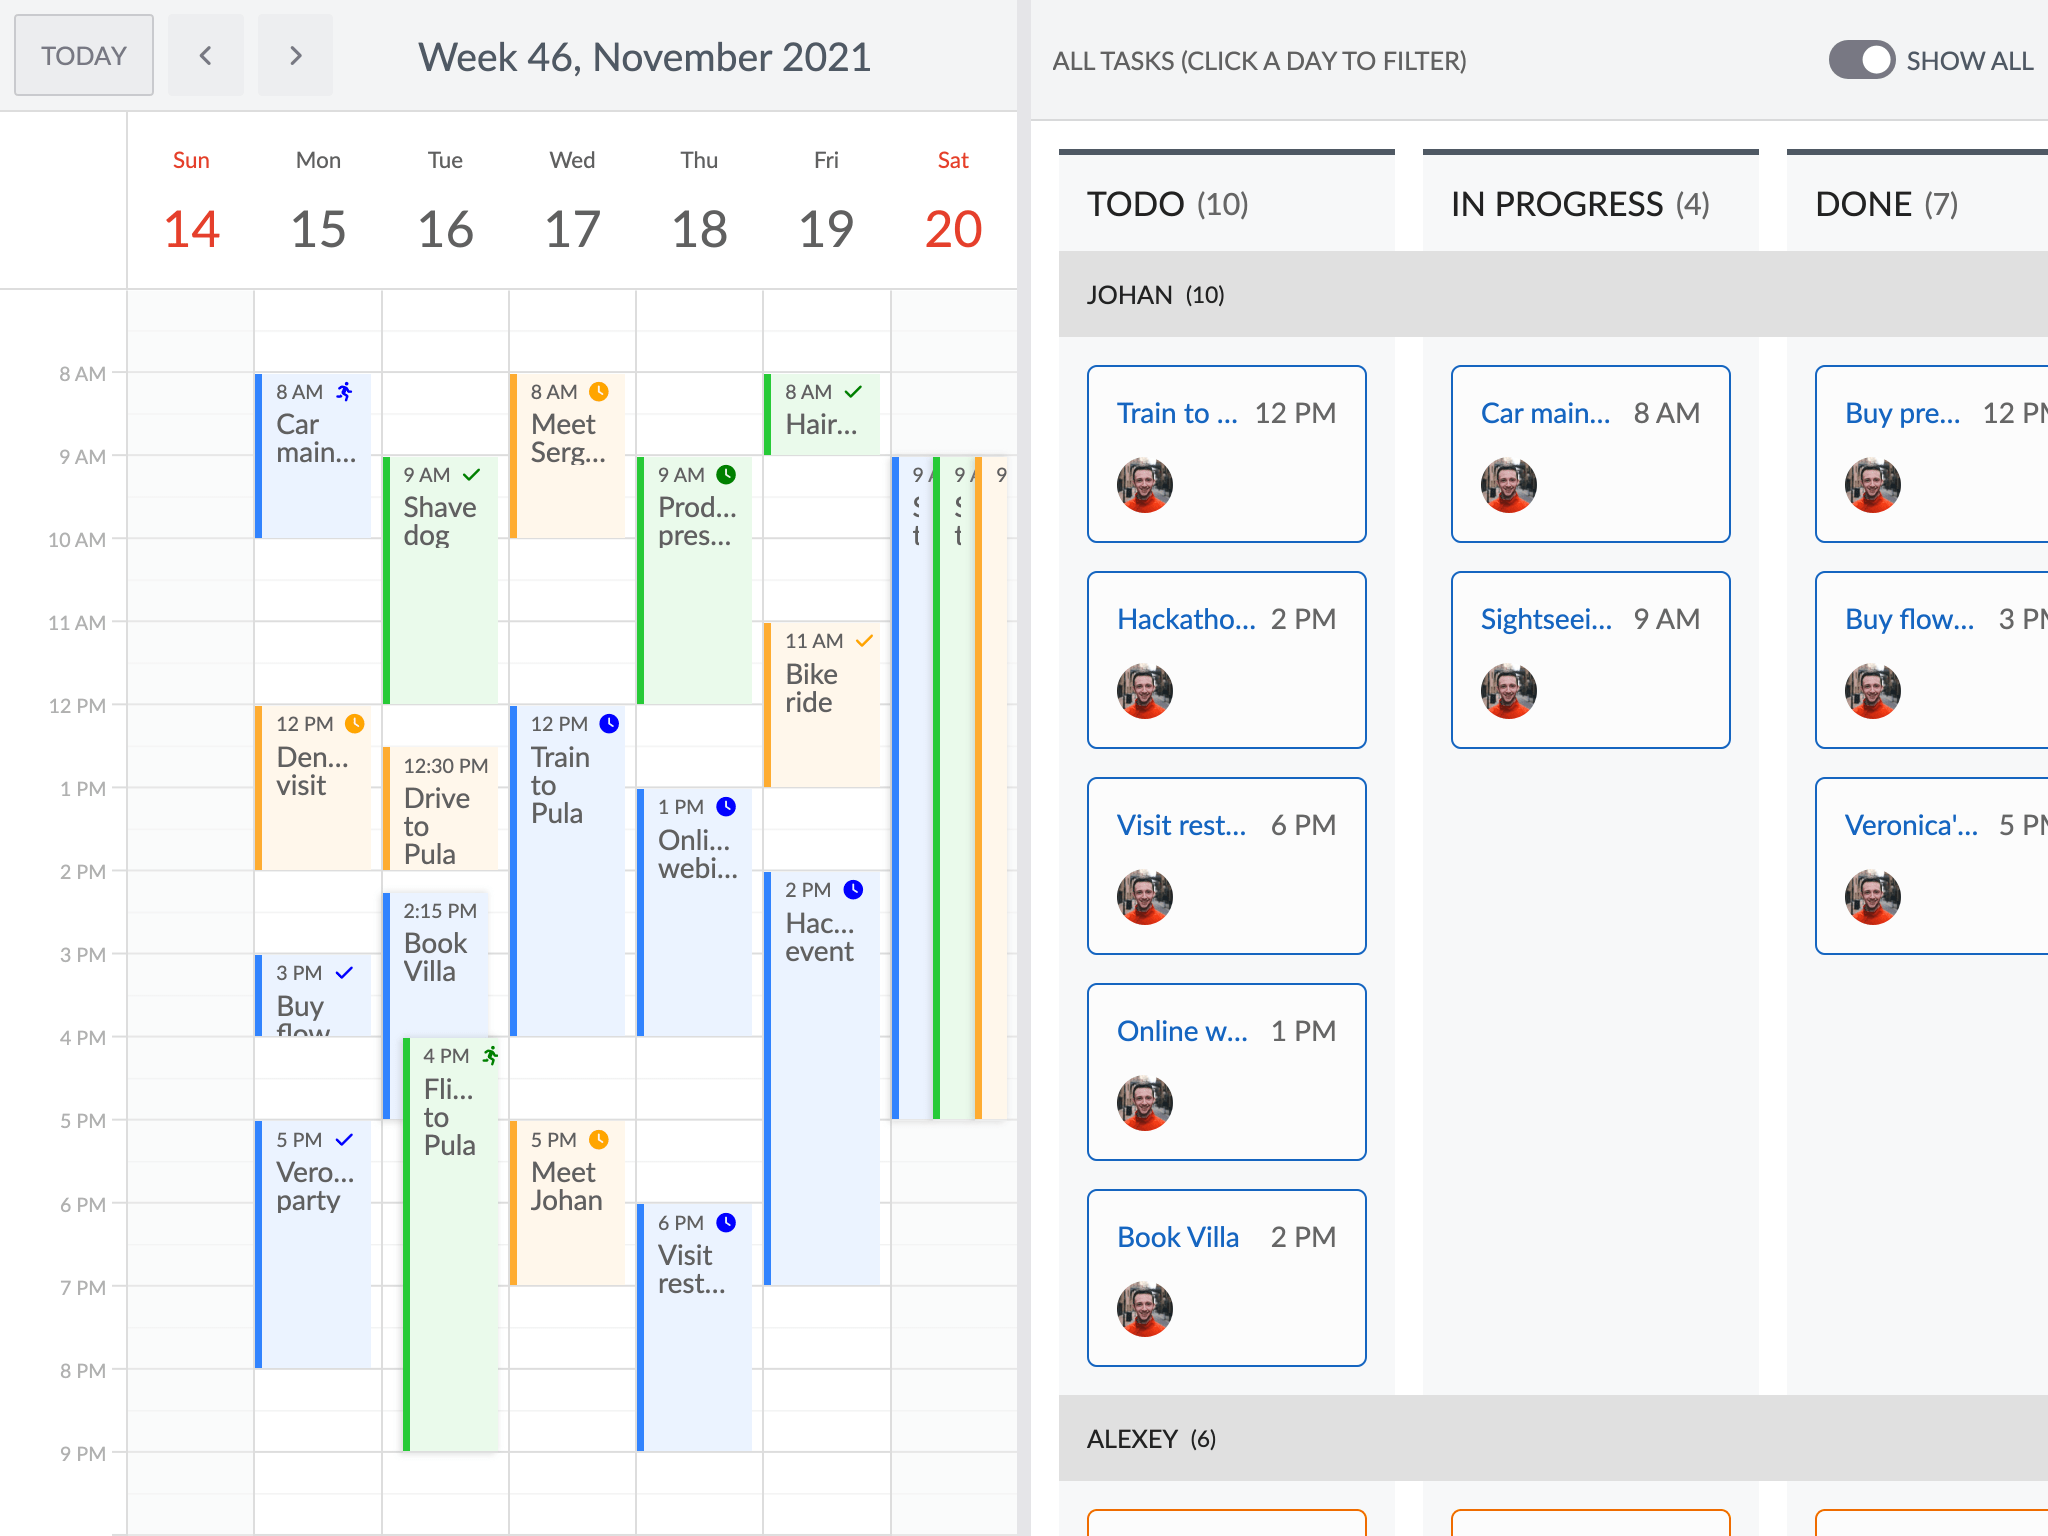 TODAY
Week 46, November 2021
ALL TASKS (CLICK A DAY TO FILTER)
SHOW ALL
Sun
Mon
Tue
Wed
Thu
Fri
Sat
14
15
16
17
18
19
20
8 AM
9 AM
10 AM
11 AM
12 PM
1 PM
2 PM
3 PM
4 PM
5 PM
6 PM
7 PM
8 PM
9 PM
8 AM
Car
main...
12 PM
Den...
visit
3 PM
Buy
flow
5 PM
Vero...
party
9 AM
Shave
dog
12:30 PM
Drive
to
Pula
2:15 PM
Book
Villa
4 PM
Fli...
to
Pula
8 AM
Meet
Serg...
12 PM
Train
to
Pula
5 PM
Meet
Johan
9 AM
Prod...
pres...
1 PM
Onli...
webi...
6 PM
Visit
rest...
8 AM
Hair...
11 AM
Bike
ride
2 PM
Hac...
event
9
t
9
t
9
TODO (10)
IN PROGRESS (4)
DONE (7)
JOHAN (10)
Train to ... 12 PM
Hackatho... 2 PM
Visit rest... 6 PM
Online w... 1 PM
Book Villa 2 PM
Car main... 8 AM
Sightseei... 9 AM
Buy pre... 12 PM
Buy flow... 3 PM
Veronica'... 5 PM
ALEXEY (6)